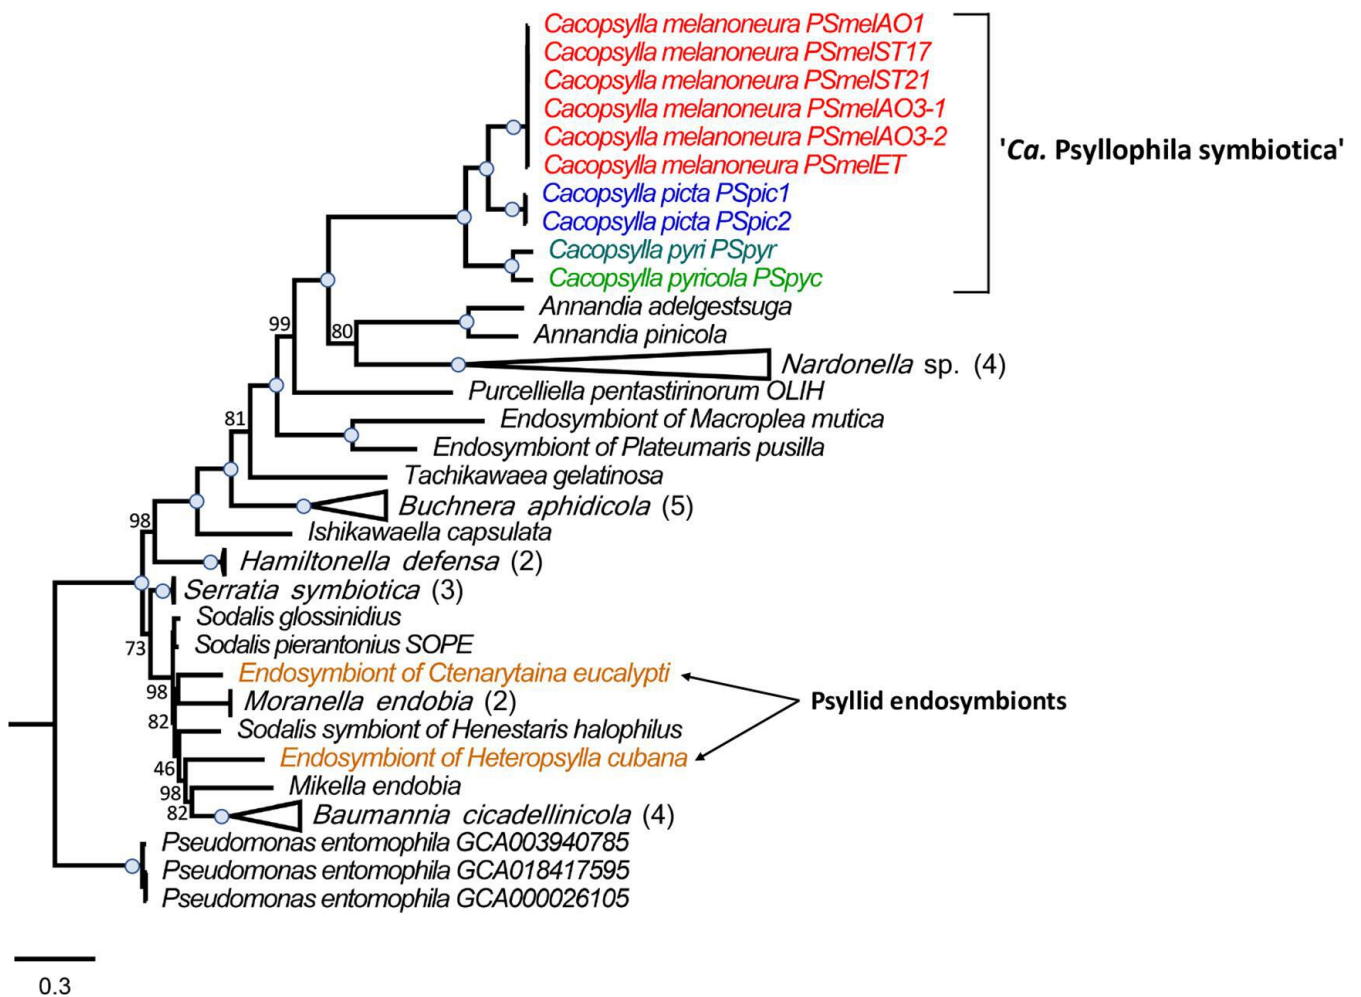 Cacopsylla melanoneura PSmelAO1
Cacopsylla melanoneura PSmelST17
Cacopsylla melanoneura PSmelST21
Cacopsylla melanoneura PSmelAO3-1
Cacopsylla melanoneura PSmelAO3-2
'Ca. Psyllophila symbiotica'
Cacopsylla melanoneura PSmelET
Cacopsylla picta PSpic1
Cacopsylla picta PSpic2
Cacopsylla pyri PSpyr
Cacopsylla pyricola PSpyc
Annandia adelgestsuga
99
80
Annandia pinicola
Nardonella sp. (4)
Purcelliella pentastirinorum OLIH
81
Endosymbiont of Macroplea mutica
Endosymbiont of Plateumaris pusilla
Tachikawaea gelatinosa
Buchnera aphidicola (5)
98
Ishikawaella capsulata
Hamiltonella defensa (2)
Serratia symbiotica (3)
Sodalis glossinidius
73
Sodalis pierantonius SOPE
Endosymbiont of Ctenarytaina eucalypti
98
Moranella endobia (2)
Psyllid endosymbionts
82
Sodalis symbiont of Henestaris halophilus
Endosymbiont of Heteropsylla cubana
46
Mikella endobia
98
82
Baumannia cicadellinicola (4)
Pseudomonas entomophila GCA003940785
Pseudomonas entomophila GCA018417595
Pseudomonas entomophila GCA000026105
0.3